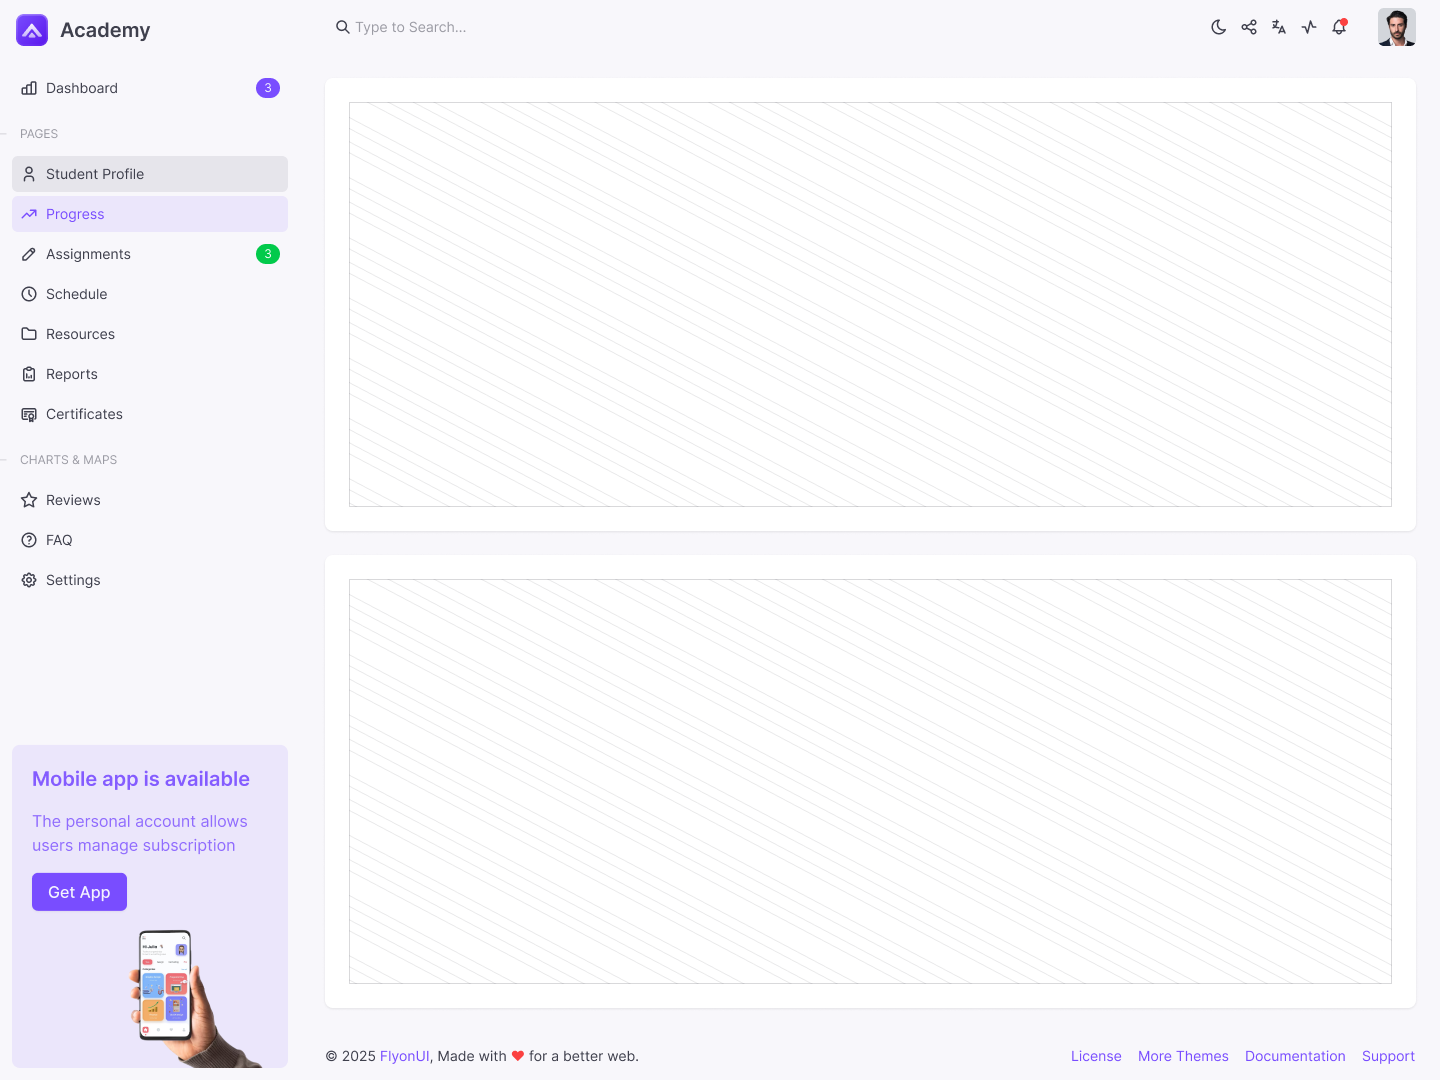 Academy
Type to Search...
Dashboard
3
PAGES
Student Profile
Progress
Assignments
3
Schedule
Resources
Reports
Certificates
CHARTS & MAPS
Reviews
FAQ
Settings
Mobile app is available
The personal account allows
users manage subscription
Get App
© 2025 FlyonUI, Made with ❤ for a better web.
License
More Themes
Documentation
Support